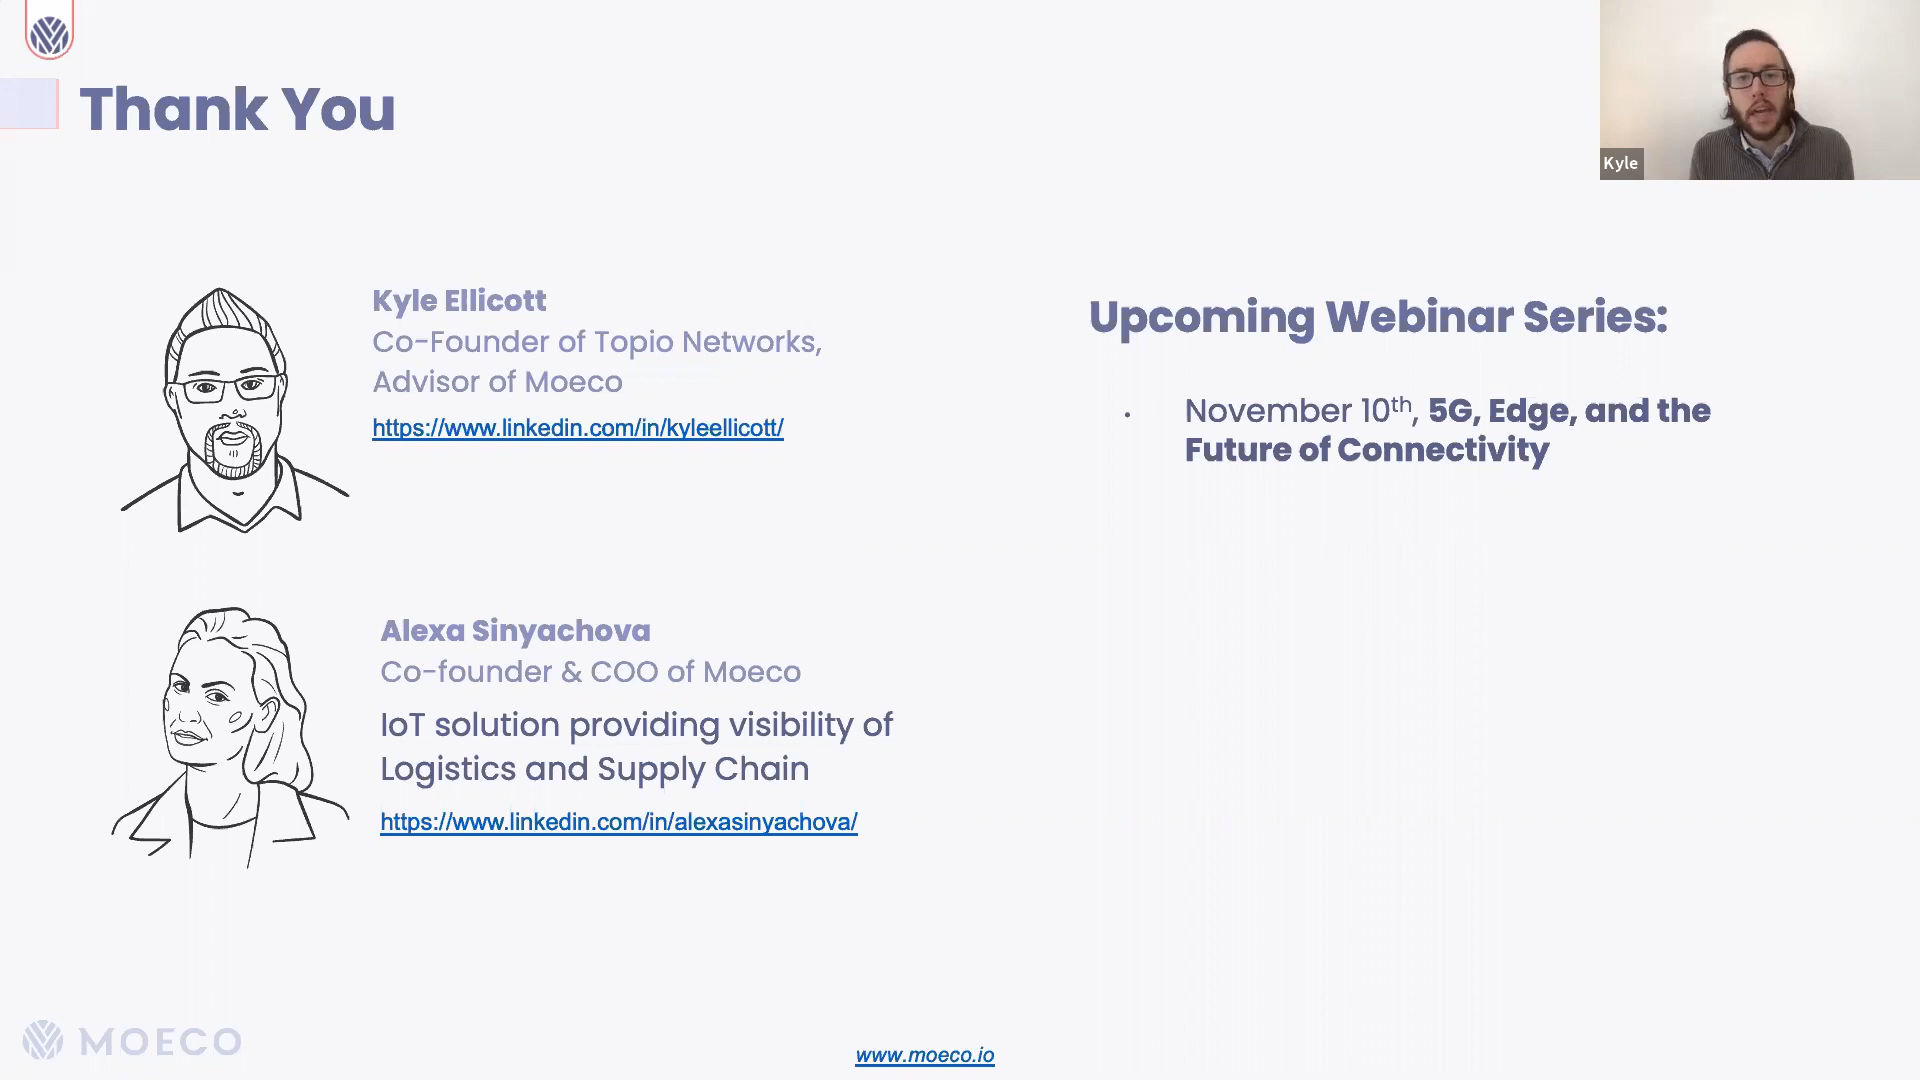 Thank You
Kyle
Kyle Ellicott
Co-Founder of Topio Networks,
Advisor of Moeco
https://www.linkedin.com/in/kyleellicott/
Alexa Sinyachova
Co-founder & COO of Moeco
IoT solution providing visibility of
Logistics and Supply Chain
https://www.linkedin.com/in/alexasinyachova/
Upcoming Webinar Series:
• November 10th, 5G, Edge, and the
Future of Connectivity
MOECO
www.moeco.io